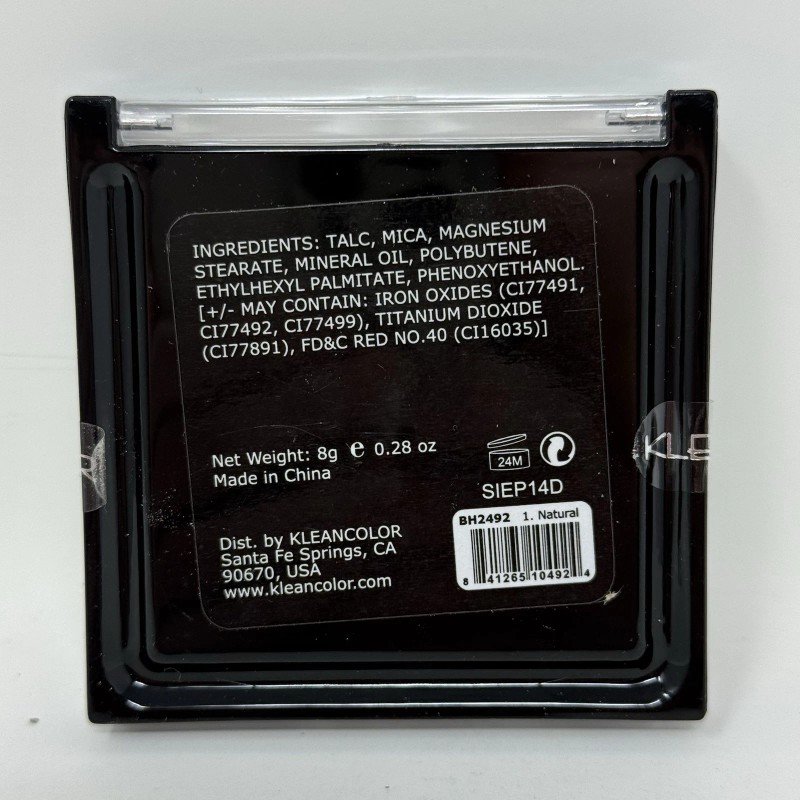 INGREDIENTS: TALC, MICA, MAGNESIUM
STEARATE, MINERAL OIL, POLYBUTENE,
ETHYLHEXYL PALMITATE, PHENOXYETHANOL.
[+/- MAY CONTAIN: IRON OXIDES (CI77491,
CI77492, CI77499), TITANIUM DIOXIDE
(CI77891), FD&C RED NO.40 (CI16035)]
Net Weight: 8g ℮ 0.28 oz
Made in China
24M
SIEP14D
BH2492 1. Natural
8 41265 10492 4
Dist. by KLEANCOLOR
Santa Fe Springs, CA
90670, USA
www.kleancolor.com
KLE
R